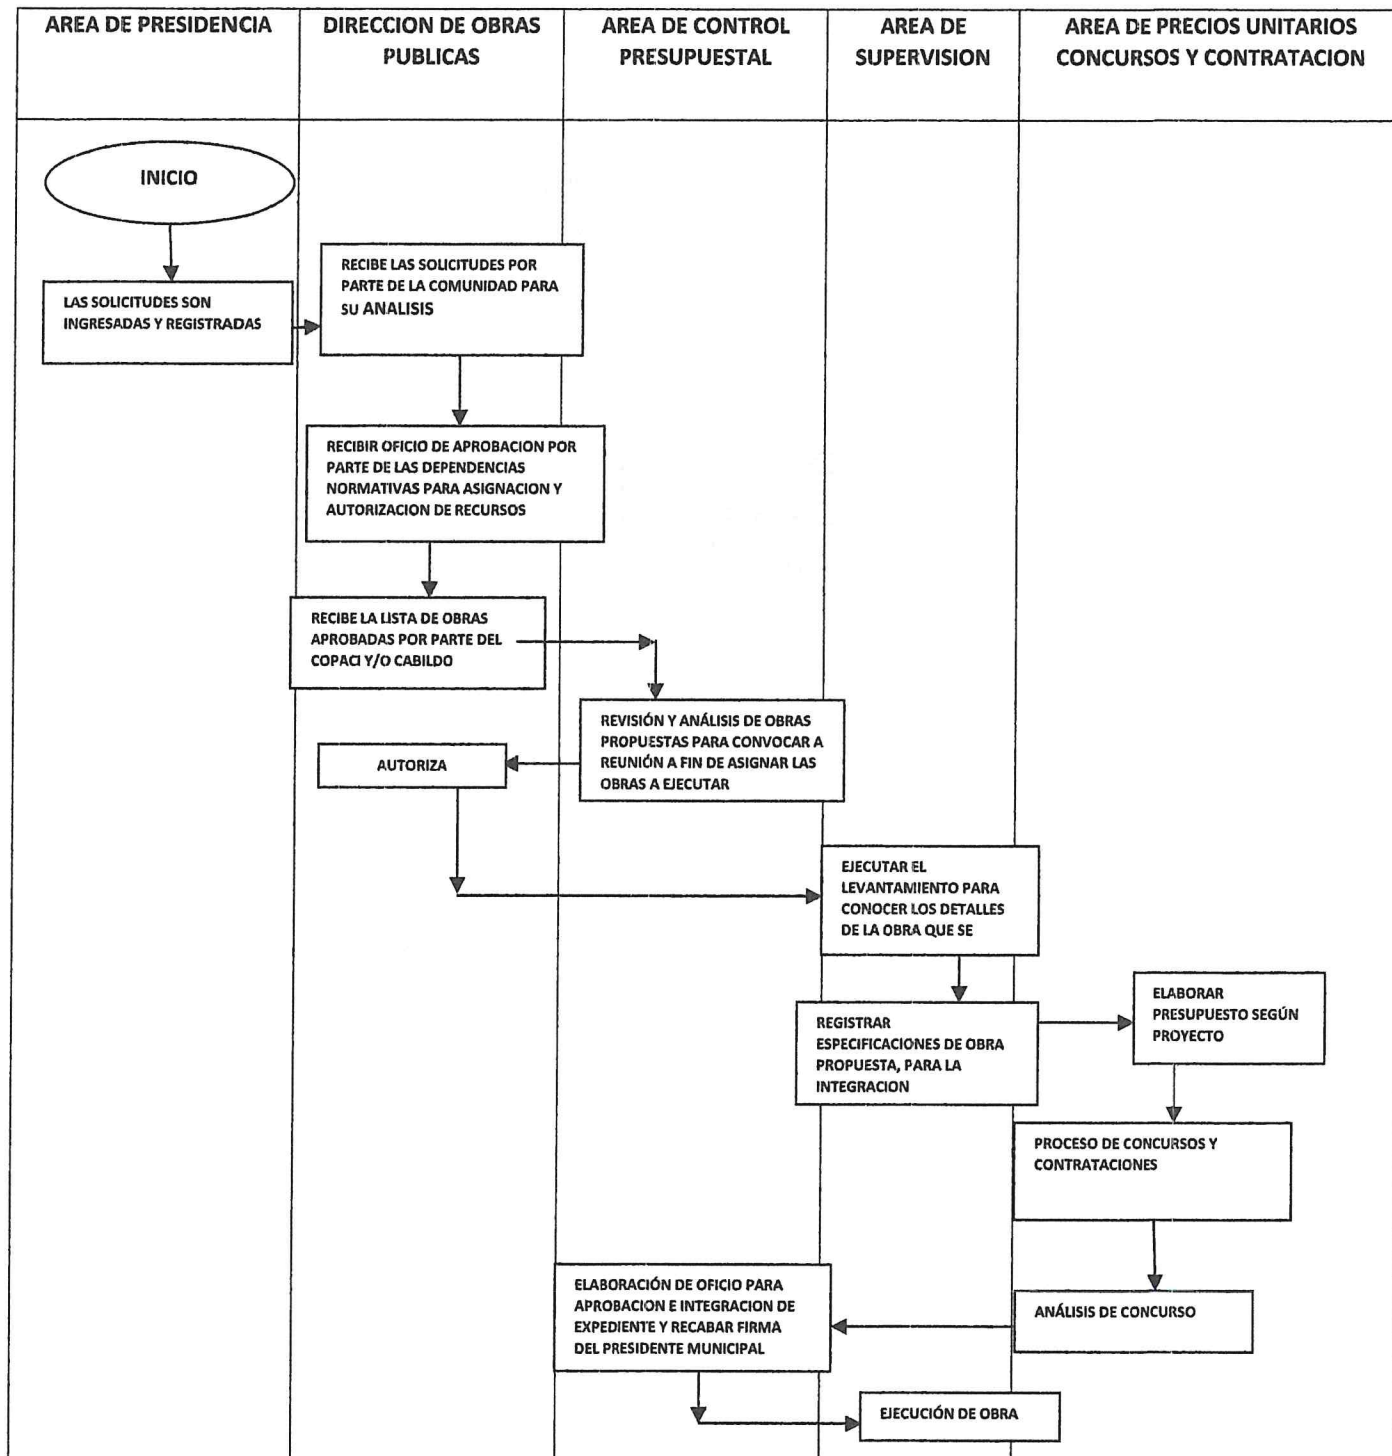 AREA DE PRESIDENCIA
DIRECCION DE OBRAS
PUBLICAS
AREA DE CONTROL
PRESUPUESTAL
AREA DE
SUPERVISION
AREA DE PRECIOS UNITARIOS
CONCURSOS Y CONTRATACION
INICIO
LAS SOLICITUDES SON
INGRESADAS Y REGISTRADAS
RECIBE LAS SOLICITUDES POR
PARTE DE LA COMUNIDAD PARA
SU ANALISIS
RECIBIR OFICIO DE APROBACION POR
PARTE DE LAS DEPENDENCIAS
NORMATIVAS PARA ASIGNACION Y
AUTORIZACION DE RECURSOS
RECIBE LA LISTA DE OBRAS
APROBADAS POR PARTE DEL
COPACI Y/O CABILDO
REVISIÓN Y ANÁLISIS DE OBRAS
PROPUESTAS PARA CONVOCAR A
REUNIÓN A FIN DE ASIGNAR LAS
OBRAS A EJECUTAR
AUTORIZA
EJECUTAR EL
LEVANTAMIENTO PARA
CONOCER LOS DETALLES
DE LA OBRA QUE SE
REGISTRAR
ESPECIFICACIONES DE OBRA
PROPUESTA, PARA LA
INTEGRACION
ELABORAR
PRESUPUESTO SEGÚN
PROYECTO
PROCESO DE CONCURSOS Y
CONTRATACIONES
ANÁLISIS DE CONCURSO
ELABORACIÓN DE OFICIO PARA
APROBACION E INTEGRACION DE
EXPEDIENTE Y RECABAR FIRMA
DEL PRESIDENTE MUNICIPAL
EJECUCIÓN DE OBRA